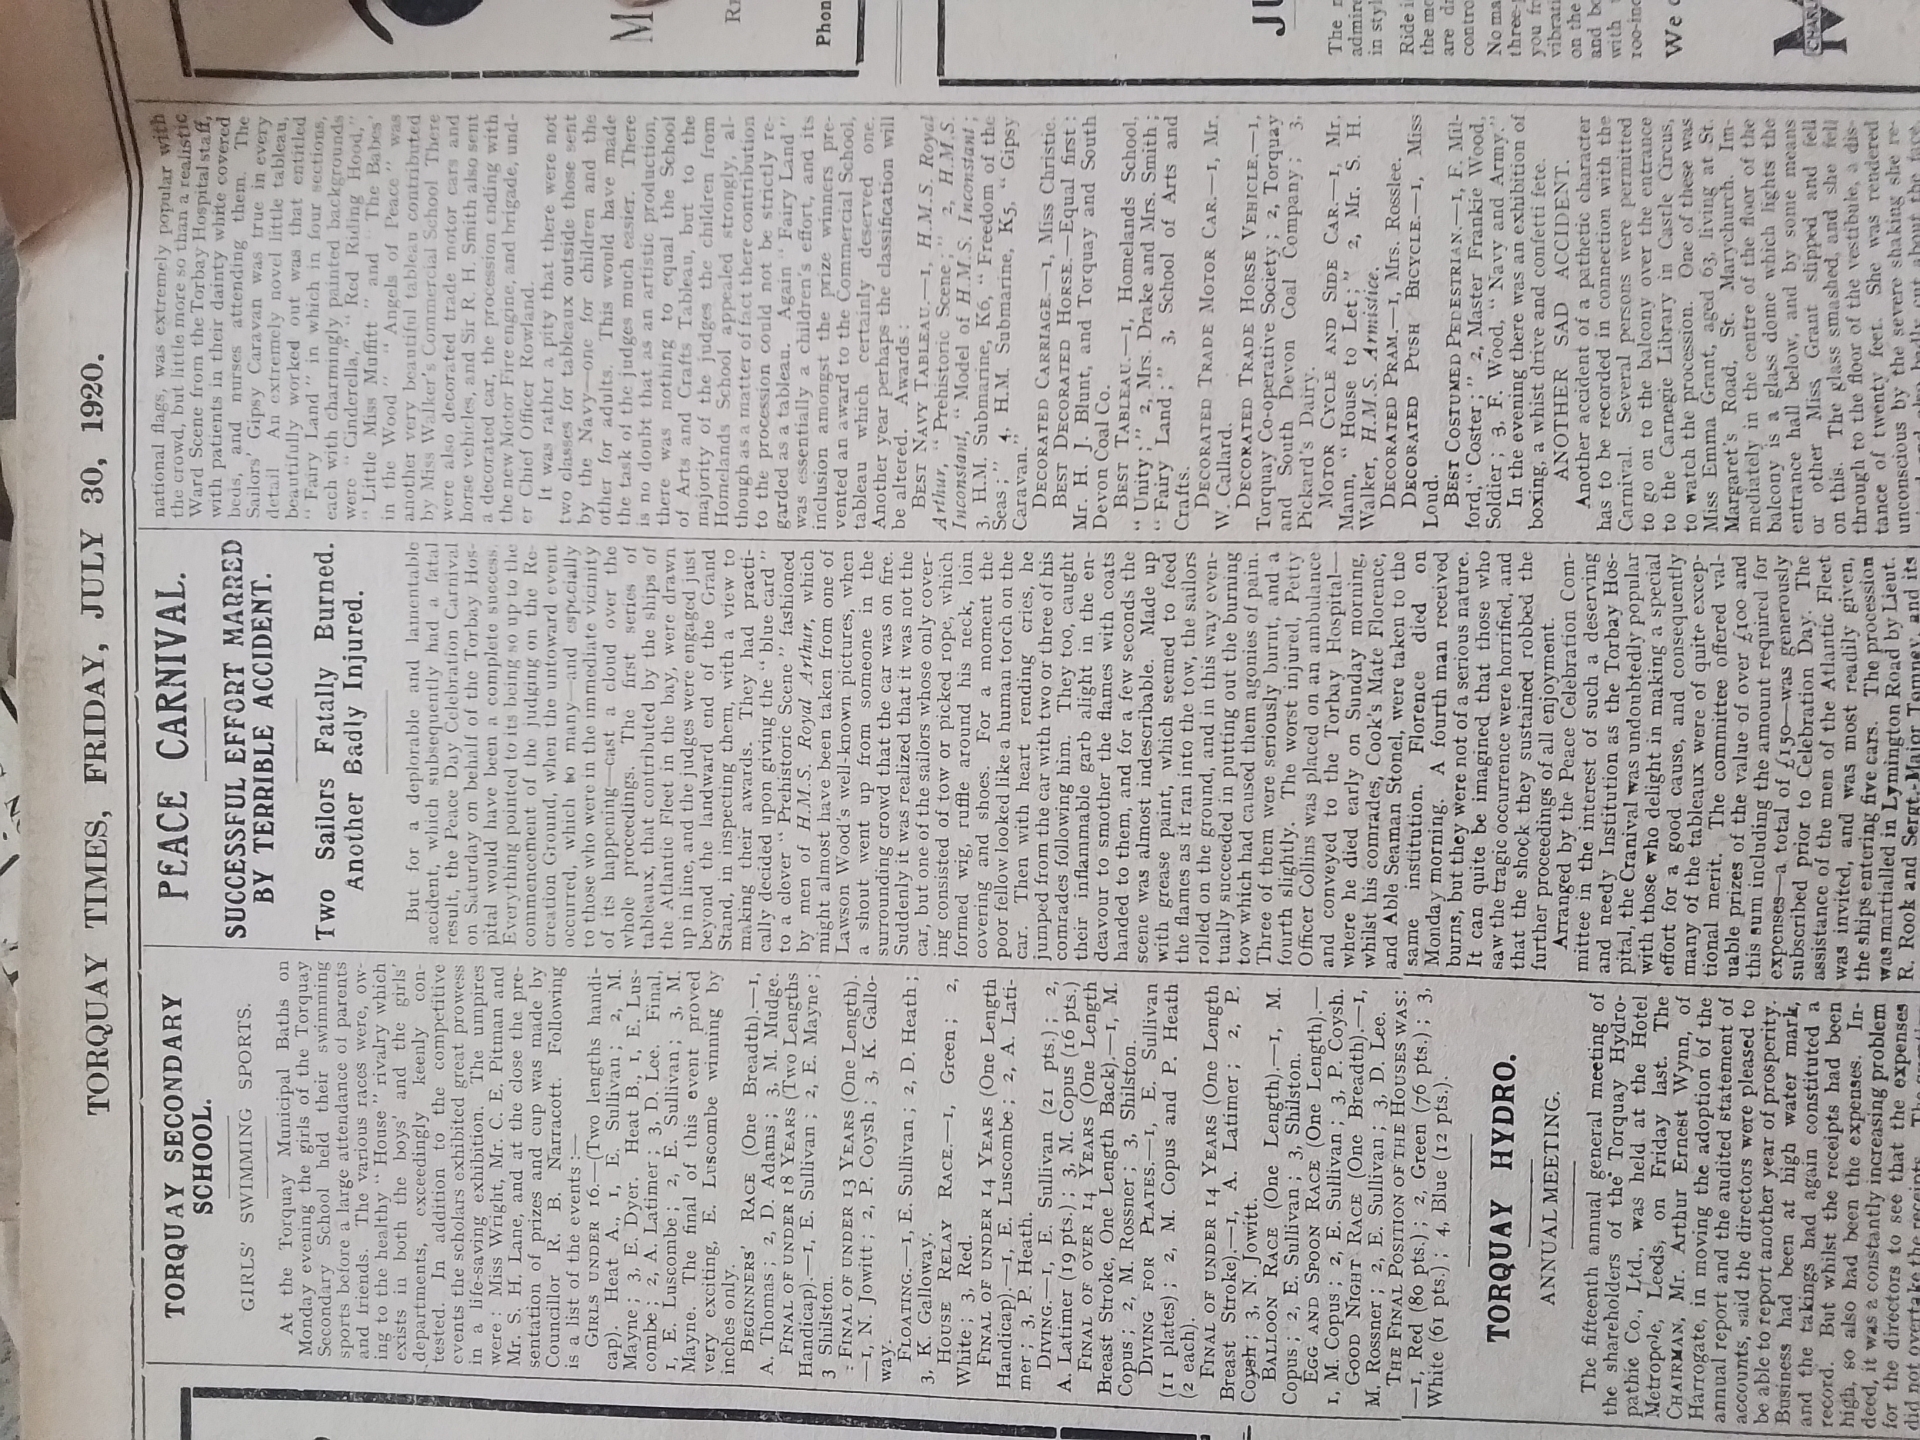 TORQUAY TIMES, FRIDAY, JULY 30, 1920.
TORQUAY SECONDARY
SCHOOL.
GIRLS' SWIMMING SPORTS.
At the Torquay Municipal Baths on
Monday evening the girls of the Torquay
Secondary School held their swimming
sports before a large attendance of parents
and friends. The various races were, ow-
ing to the healthy "House" rivalry which
exists in both the boys' and the girls'
departments, exceedingly keenly con-
tested. In addition to the competitive
events the scholars exhibited great prowess
in a life-saving exhibition. The umpires
were: Miss Wright, Mr. C. E. Pitman and
Mr. S. H. Lane, and at the close the pre-
sentation of prizes and cup was made by
Councillor R. B. Narracott. Following
is a list of the events:—
GIRLS UNDER 16.—(Two lengths handi-
cap). Heat A., 1, E. Sullivan; 2, M.
Mayne; 3, E. Dyer. Heat B., 1, E. Lus-
combe; 2, A. Latimer; 3, D. Lee. Final,
1, E. Luscombe; 2, E. Sullivan; 3, M.
Mayne. The final of this event proved
very exciting, E. Luscombe winning by
inches only.
BEGINNERS' RACE (One Breadth).—1,
A. Thomas; 2, D. Adams; 3, M. Mudge.
FINAL OF UNDER 18 YEARS (Two Lengths
Handicap).—1, E. Sullivan; 2, E. Mayne;
3 Shilston.
: FINAL OF UNDER 13 YEARS (One Length).
—1, N. Jowitt; 2, P. Coysh; 3, K. Gallo-
way.
FLOATING.—1, E. Sullivan; 2, D. Heath;
3, K. Galloway.
HOUSE RELAY RACE.—1, Green; 2,
White; 3, Red.
FINAL OF UNDER 14 YEARS (One Length
Handicap).—1, E. Luscombe; 2, A. Lati-
mer; 3, P. Heath.
DIVING.—1, E. Sullivan (21 pts.); 2,
A. Latimer (19 pts.); 3, M. Copus (16 pts.)
FINAL OF OVER 14 YEARS (One Length
Breast Stroke, One Length Back).—1, M.
Copus; 2, M. Rossner; 3, Shilston.
DIVING FOR PLATES.—1, E. Sullivan
(11 plates); 2, M. Copus and P. Heath
(2 each).
FINAL OF UNDER 14 YEARS (One Length
Breast Stroke).—1, A. Latimer; 2, P.
Coysh; 3, N. Jowitt.
BALLOON RACE (One Length).—1, M.
Copus; 2, E. Sullivan; 3, Shilston.
EGG AND SPOON RACE (One Length).—
1, M. Copus; 2, E. Sullivan; 3, P. Coysh.
GOOD NIGHT RACE (One Breadth).—1,
M, Rossner; 2, E. Sullivan; 3, D. Lee.
THE FINAL POSITION OF THE HOUSES WAS:
—1, Red (80 pts.); 2, Green (76 pts.); 3,
White (61 pts.); 4, Blue (12 pts.).
TORQUAY HYDRO.
ANNUAL MEETING.
The fifteenth annual general meeting of
the shareholders of the Torquay Hydro-
pathic Co., Ltd., was held at the Hotel
Metropole, Leeds, on Friday last. The
CHAIRMAN, Mr. Arthur Ernest Wynn, of
Harrogate, in moving the adoption of the
annual report and the audited statement of
accounts, said the directors were pleased to
be able to report another year of prosperity.
Business had been at high water mark,
and the takings had again constituted a
record. But whilst the receipts had been
high, so also had been the expenses. In-
deed, it was a constantly increasing problem
for the directors to see that the expenses
did not overtake the receipts.
PEACE CARNIVAL.
SUCCESSFUL EFFORT MARRED
BY TERRIBLE ACCIDENT.
Two Sailors Fatally Burned.
Another Badly Injured.
But for a deplorable and lamentable
accident, which subsequently had a fatal
result, the Peace Day Celebration Carnival
on Saturday on behalf of the Torbay Hos-
pital would have been a complete success.
Everything pointed to its being so up to the
commencement of the judging on the Re-
creation Ground, when the untoward event
occurred, which to many—and especially
to those who were in the immediate vicinity
of its happening—cast a cloud over the
whole proceedings. The first series of
tableaux, that contributed by the ships of
the Atlantic Fleet in the bay, were drawn
up in line, and the judges were engaged just
beyond the landward end of the Grand
Stand, in inspecting them, with a view to
making their awards. They had practi-
cally decided upon giving the "blue card"
to a clever "Prehistoric Scene" fashioned
by men of H.M.S. Royal Arthur, which
might almost have been taken from one of
Lawson Wood's well-known pictures, when
a shout went up from someone in the
surrounding crowd that the car was on fire.
Suddenly it was realized that it was not the
car, but one of the sailors whose only cover-
ing consisted of tow or picked rope, which
formed wig, ruffle around his neck, loin
covering and shoes. For a moment the
poor fellow looked like a human torch on the
car. Then with heart rending cries, he
jumped from the car with two or three of his
comrades following him. They too, caught
their inflammable garb alight in the en-
deavour to smother the flames with coats
handed to them, and for a few seconds the
scene was almost indescribable. Made up
with grease paint, which seemed to feed
the flames as it ran into the tow, the sailors
rolled on the ground, and in this way even-
tually succeeded in putting out the burning
tow which had caused them agonies of pain.
Three of them were seriously burnt, and a
fourth slightly. The worst injured, Petty
Officer Collins was placed on an ambulance
and conveyed to the Torbay Hospital—
where he died early on Sunday morning,
whilst his comrades, Cook's Mate Florence,
and Able Seaman Stonel, were taken to the
same institution. Florence died on
Monday morning. A fourth man received
burns, but they were not of a serious nature.
It can quite be imagined that those who
saw the tragic occurrence were horrified, and
that the shock they sustained robbed the
further proceedings of all enjoyment.
Arranged by the Peace Celebration Com-
mittee in the interest of such a deserving
and needy Institution as the Torbay Hos-
pital, the Cranival was undoubtedly popular
with those who delight in making a special
effort for a good cause, and consequently
many of the tableaux were of quite excep-
tional merit. The committee offered val-
uable prizes of the value of over £100 and
this sum including the amount required for
expenses—a total of £150—was generously
subscribed prior to Celebration Day. The
assistance of the men of the Atlantic Fleet
was invited, and was most readily given,
the ships entering five cars. The procession
was martialled in Lymington Road by Lieut.
R. Rook and Sergt.-Major Tonney, and its
national flags, was extremely popular with
the crowd, but little more so than a realistic
Ward Scene from the Torbay Hospital staff,
with patients in their dainty white covered
beds, and nurses attending them. The
Sailors' Gipsy Caravan was true in every
detail An extremely novel little tableau,
beautifully worked out was that entitled
"Fairy Land" in which in four sections,
each with charmingly painted backgrounds
were "Cinderella," "Red Riding Hood,"
"Little Miss Muffitt" and "The Babes'
in the Wood" "Angels of Peace" was
another very beautiful tableau contributed
by Miss Walker's Commercial School There
were also decorated trade motor cars and
horse vehicles, and Sir R. H. Smith also sent
a decorated car, the procession ending with
the new Motor Fire engine, and brigade, und-
er Chief Officer Rowland.
It was rather a pity that there were not
two classes for tableaux outside those sent
by the Navy—one for children and the
other for adults. This would have made
the task of the judges much easier. There
is no doubt that as an artistic production,
there was nothing to equal the School
of Arts and Crafts Tableau, but to the
majority of the judges the children from
Homelands School appealed strongly, al-
though as a matter of fact there contribution
to the procession could not be strictly re-
garded as a tableau. Again "Fairy Land"
was essentially a children's effort, and its
inclusion amongst the prize winners pre-
vented an award to the Commercial School,
tableau which certainly deserved one.
Another year perhaps the classification will
be altered. Awards:
BEST NAVY TABLEAU.—1, H.M.S. Royal
Arthur, "Prehistoric Scene;" 2, H.M.S.
Inconstant, "Model of H.M.S. Inconstant;
3, H.M. Submarine, K6, "Freedom of the
Seas;" 4, H.M. Submarine, K5, "Gipsy
Caravan."
DECORATED CARRIAGE.—1, Miss Christie.
BEST DECORATED HORSE.—Equal first:
Mr. H. J. Blunt, and Torquay and South
Devon Coal Co.
BEST TABLEAU.—1, Homelands School,
"Unity;" 2, Mrs. Drake and Mrs. Smith;
"Fairy Land;" 3, School of Arts and
Crafts.
DECORATED TRADE MOTOR CAR.—1, Mr.
W. Callard.
DECORATED TRADE HORSE VEHICLE.—1,
Torquay Co-operative Society; 2, Torquay
and South Devon Coal Company; 3,
Pickard's Dairy.
MOTOR CYCLE AND SIDE CAR.—1, Mr.
Mann, "House to Let;" 2, Mr. S. H.
Walker, H.M.S. Armistice.
DECORATED PRAM.—1, Mrs. Rosslee.
DECORATED PUSH BICYCLE.—1, Miss
Loud.
BEST COSTUMED PEDESTRIAN.—1, F. Mil-
ford, "Coster;" 2, Master Frankie Wood,
Soldier; 3, F. Wood, "Navy and Army."
In the evening there was an exhibition of
boxing, a whist drive and confetti fete.
ANOTHER SAD ACCIDENT.
Another accident of a pathetic character
has to be recorded in connection with the
Carnival. Several persons were permitted
to go on to the balcony over the entrance
to the Carnegie Library in Castle Circus,
to watch the procession. One of these was
Miss Emma Grant, aged 63, living at St.
Margaret's Road, St. Marychurch. Im-
mediately in the centre of the floor of the
balcony is a glass dome which lights the
entrance hall below, and by some means
or other Miss Grant slipped and fell
on this. The glass smashed, and she fell
through to the floor of the vestibule, a dis-
tance of twenty feet. She was rendered
unconscious by the severe shaking she re-
badly cut about the face,
Phon
JU
The
admire
in styl
Ride i
the mo
are di
contro
No ma
three-
you fr
vibrati
on the
and be
with
roo-inc
We c
CHARL